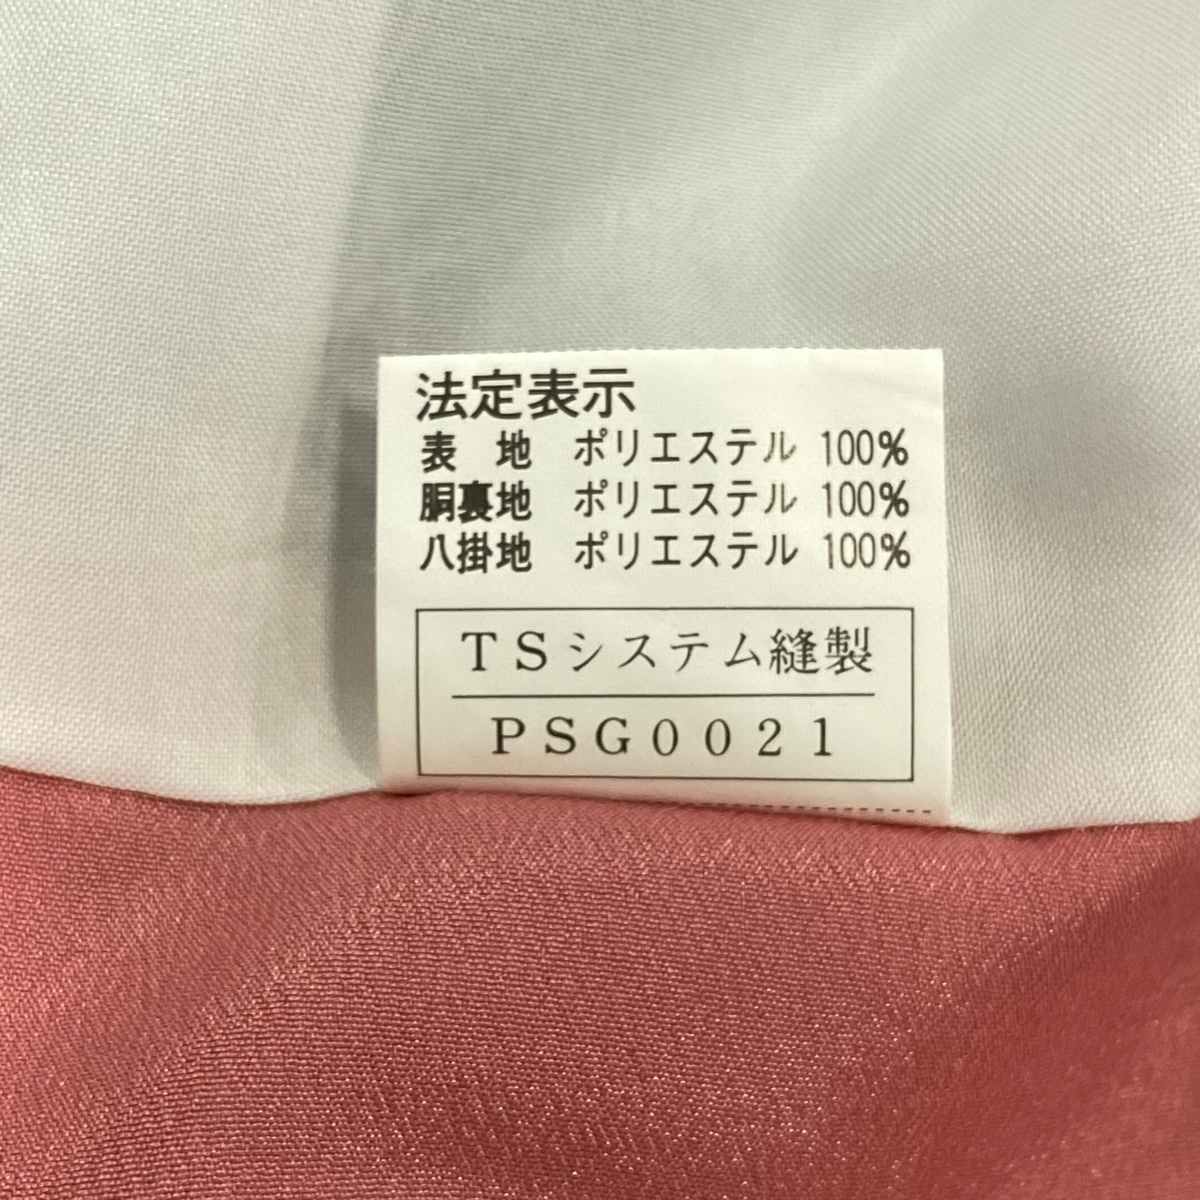 法定表示
表　地　ポリエステル 100%
胴裏地　ポリエステル 100%
八掛地　ポリエステル 100%
ＴＳシステム縫製
ＰＳＧ００２１